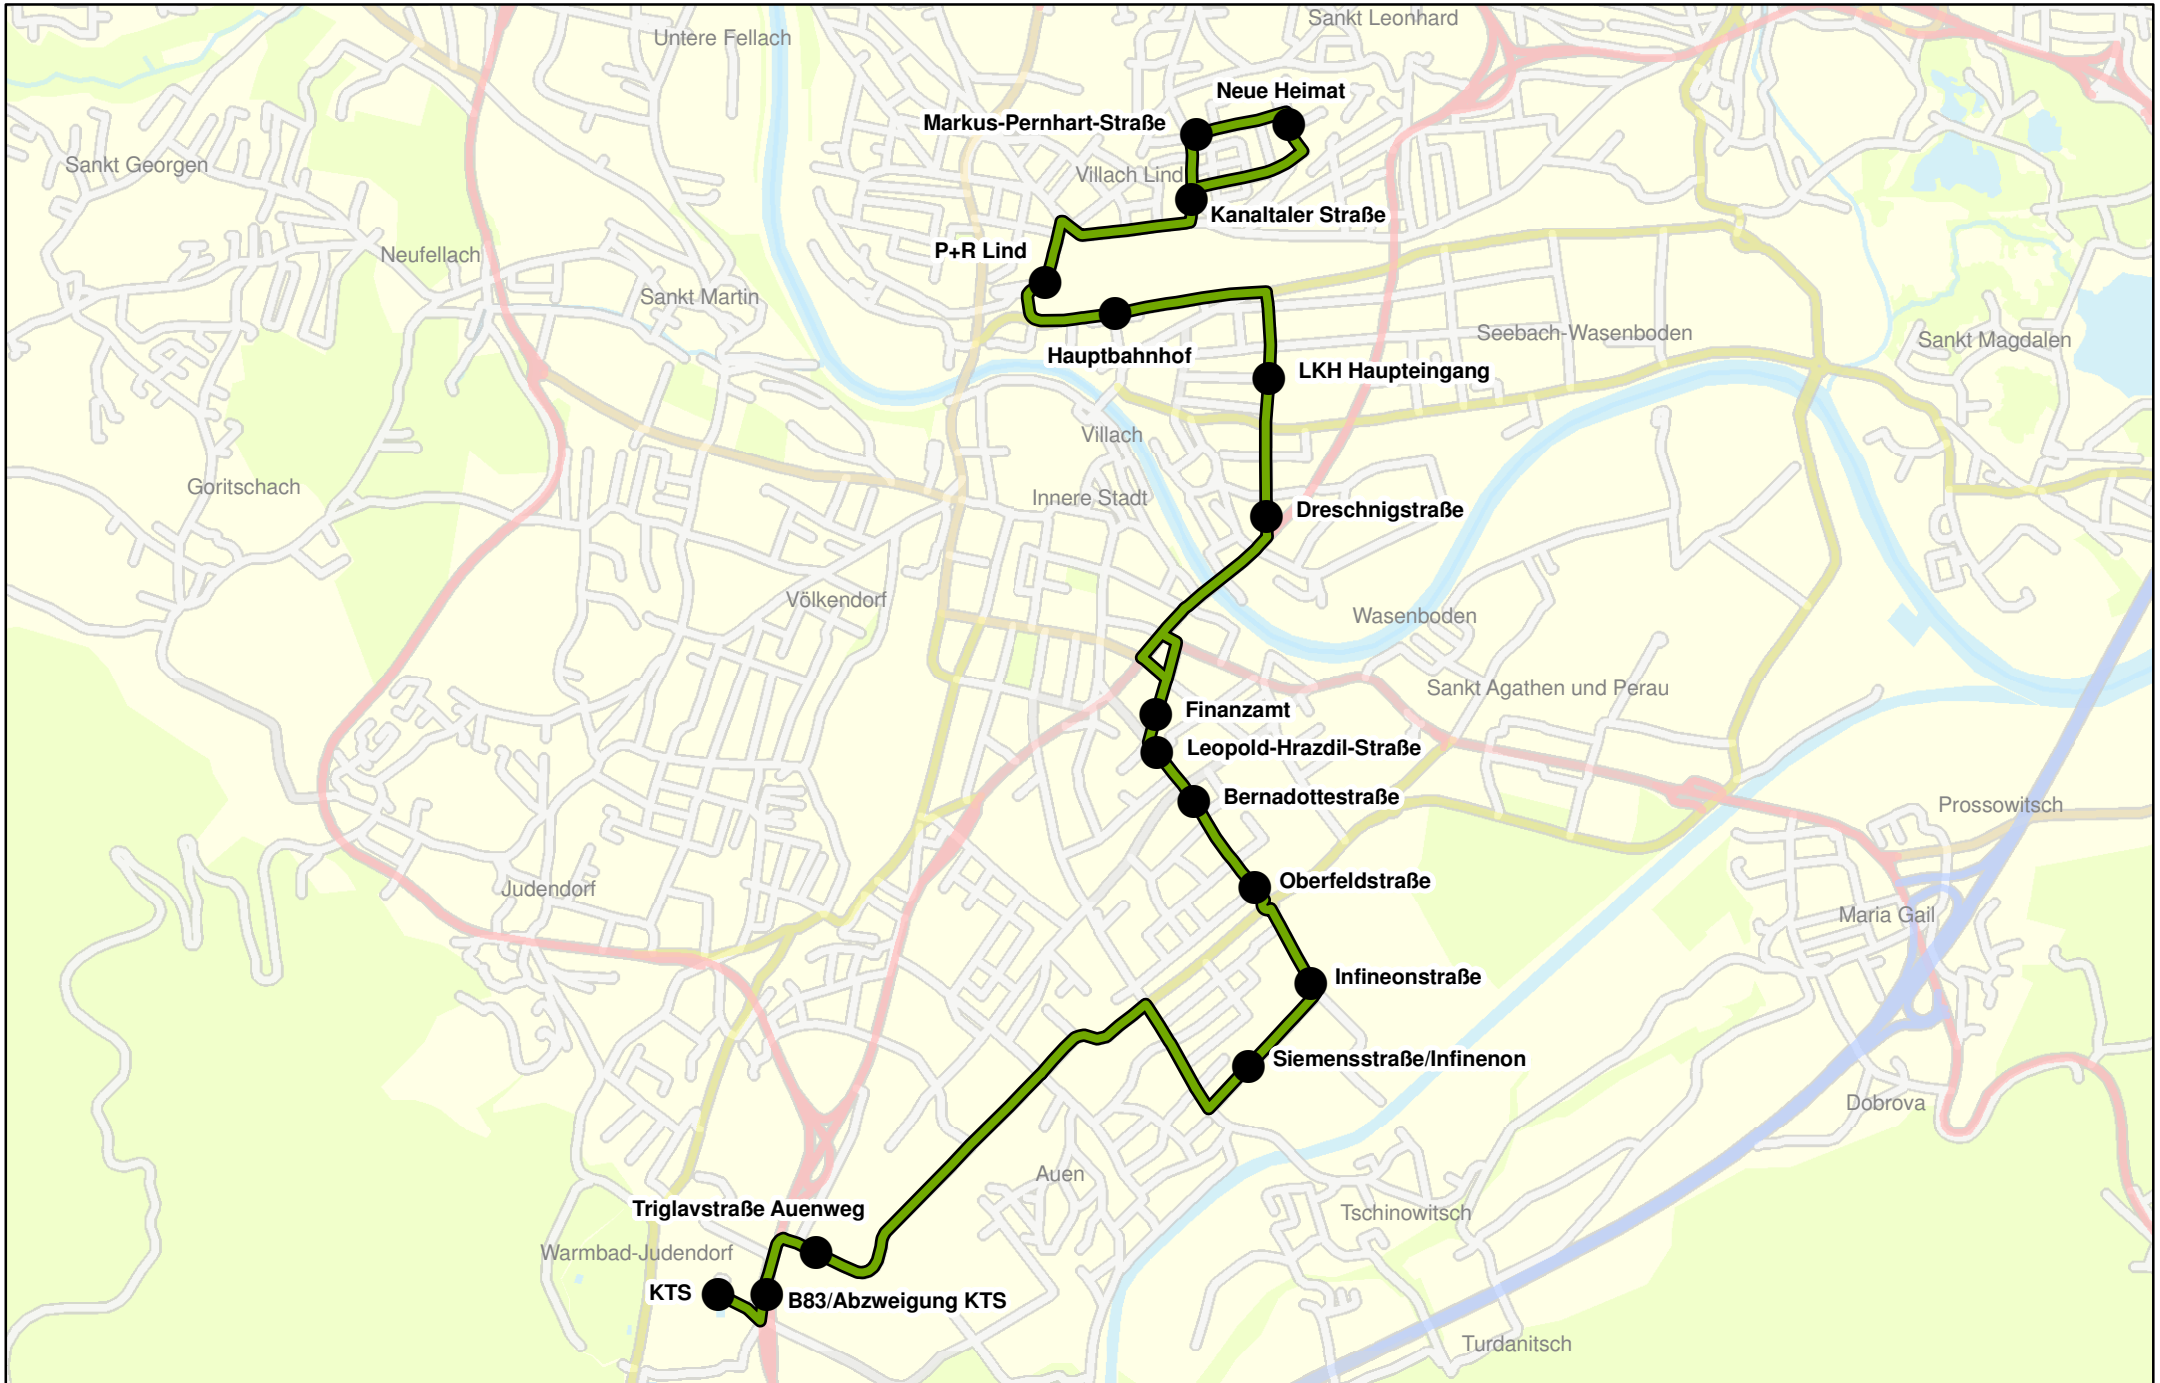 Sankt Leonhard
Untere Fellach
Neue Heimat
Markus-Pernhart-Straße
Sankt Georgen
Villach Lind
Kanaltaler Straße
P+R Lind
Neufellach
Sankt Martin
Seebach-Wasenboden
Sankt Magdalen
Hauptbahnhof
LKH Haupteingang
Villach
Goritschach
Innere Stadt
Dreschnigstraße
Völkendorf
Wasenboden
Sankt Agathen und Perau
Finanzamt
Leopold-Hrazdil-Straße
Bernadottestraße
Prossowitsch
Oberfeldstraße
Judendorf
Maria Gail
Infineonstraße
Siemensstraße/Infinenon
Dobrova
Auen
Triglavstraße Auenweg
Tschinowitsch
Warmbad-Judendorf
KTS
B83/Abzweigung KTS
Turdanitsch